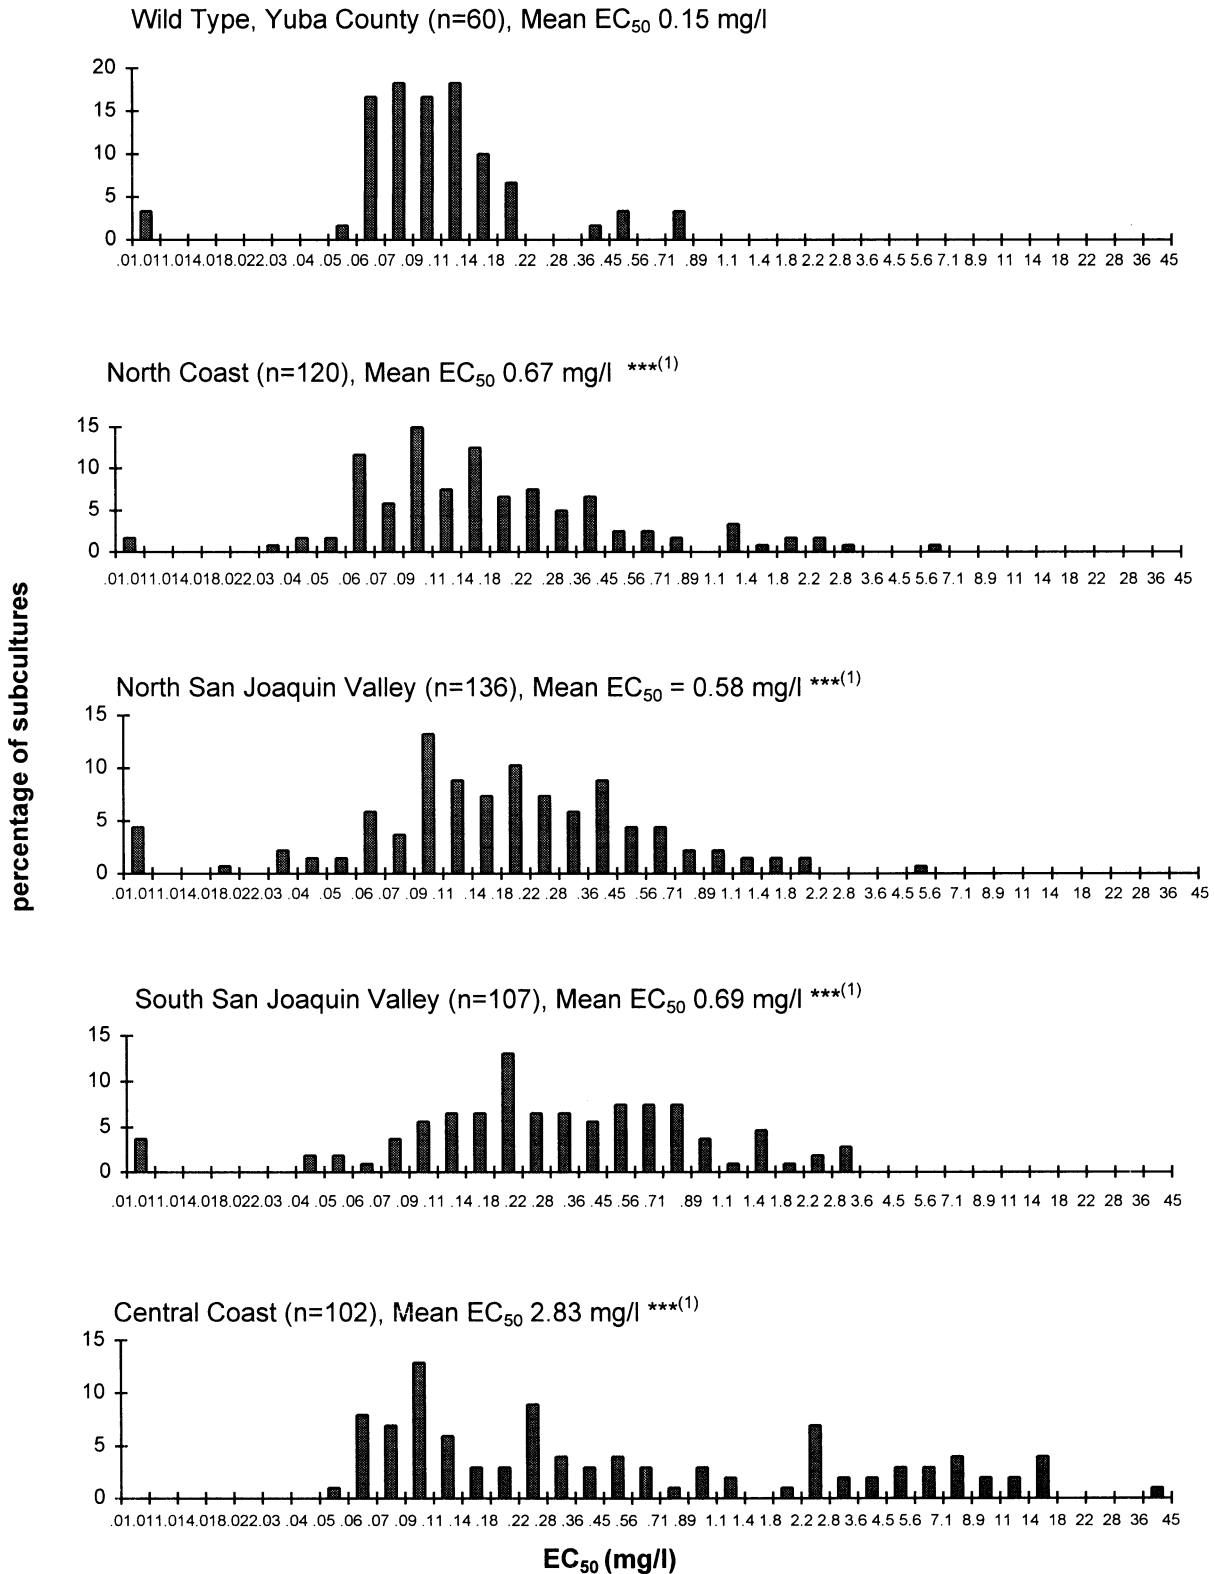 Wild Type, Yuba County (n=60), Mean EC50 0.15 mg/l
20
15
10
5
0
.01.011.014.018.022.03 .04 .05 .06 .07 .09 .11 .14 .18 .22 .28 .36 .45 .56 .71 .89 1.1 1.4 1.8 2.2 2.8 3.6 4.5 5.6 7.1 8.9 11 14 18 22 28 36 45
North Coast (n=120), Mean EC50 0.67 mg/l ***(1)
15
10
5
0
.01.011.014.018.022.03 .04 .05 .06 .07 .09 .11 .14 .18 .22 .28 .36 .45 .56 .71 .89 1.1 1.4 1.8 2.2 2.8 3.6 4.5 5.6 7.1 8.9 11 14 18 22 28 36 45
percentage of subcultures
North San Joaquin Valley (n=136), Mean EC50 = 0.58 mg/l ***(1)
15
10
5
0
.01.011.014.018.022.03 .04 .05 .06 .07 .09 .11 .14 .18 .22 .28 .36 .45 .56 .71 .89 1.1 1.4 1.8 2.2 2.8 3.6 4.5 5.6 7.1 8.9 11 14 18 22 28 36 45
South San Joaquin Valley (n=107), Mean EC50 0.69 mg/l ***(1)
15
10
5
0
.01.011.014.018.022.03 .04 .05 .06 .07 .09 .11 .14 .18 .22 .28 .36 .45 .56 .71 .89 1.1 1.4 1.8 2.2 2.8 3.6 4.5 5.6 7.1 8.9 11 14 18 22 28 36 45
Central Coast (n=102), Mean EC50 2.83 mg/l ***(1)
15
10
5
0
.01.011.014.018.022.03 .04 .05 .06 .07 .09 .11 .14 .18 .22 .28 .36 .45 .56 .71 .89 1.1 1.4 1.8 2.2 2.8 3.6 4.5 5.6 7.1 8.9 11 14 18 22 28 36 45
EC50 (mg/l)